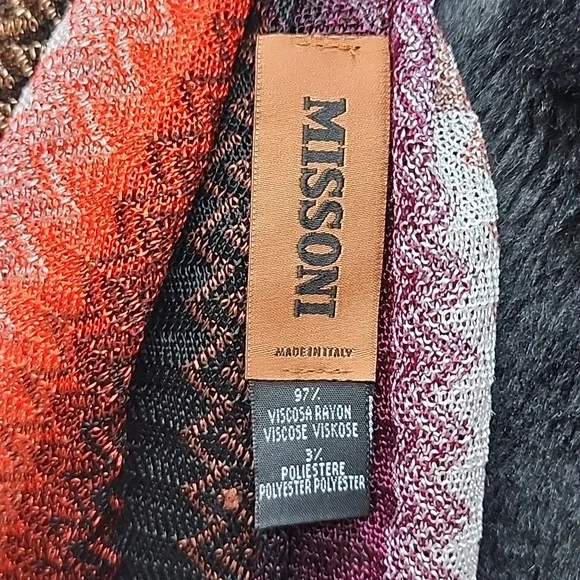 MISSONI
MADE IN ITALY
97%
VISCOSA RAYON
VISCOSE VISKOSE
3%
POLIESTERE
POLYESTER POLYESTER